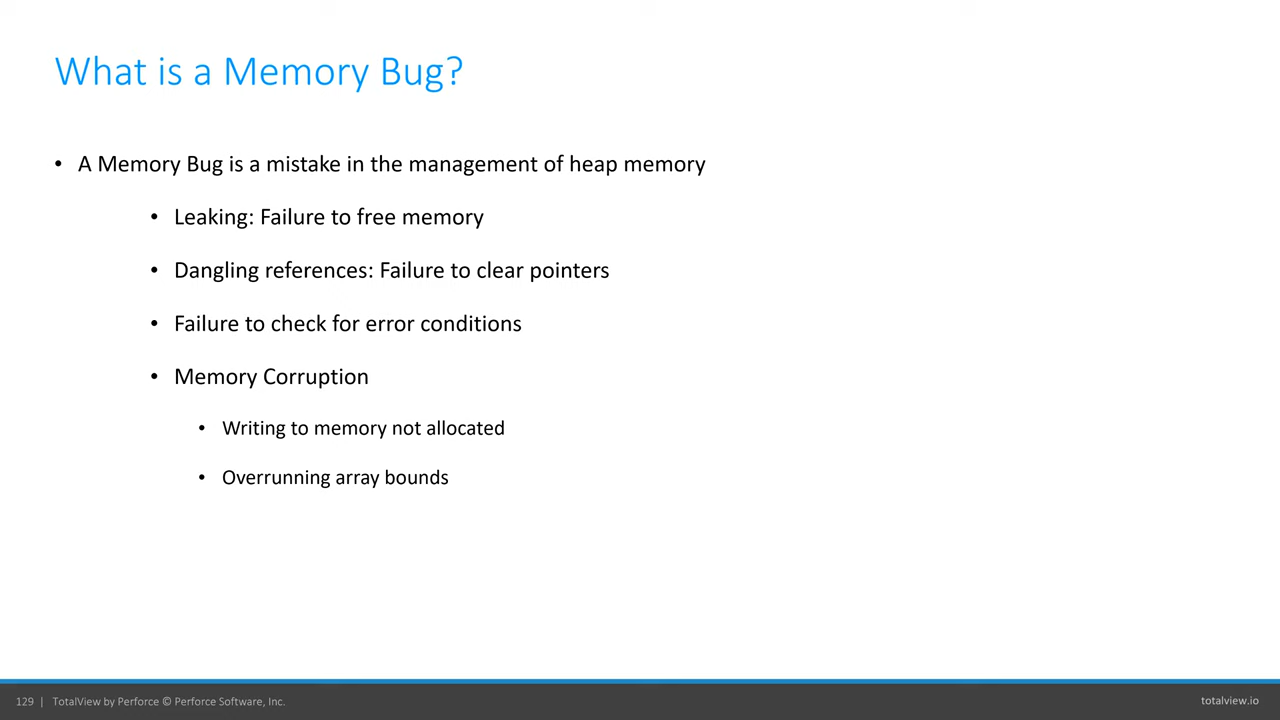 What is a Memory Bug?
• A Memory Bug is a mistake in the management of heap memory
• Leaking: Failure to free memory
• Dangling references: Failure to clear pointers
• Failure to check for error conditions
• Memory Corruption
• Writing to memory not allocated
• Overrunning array bounds
129 | TotalView by Perforce © Perforce Software, Inc.
totalview.io